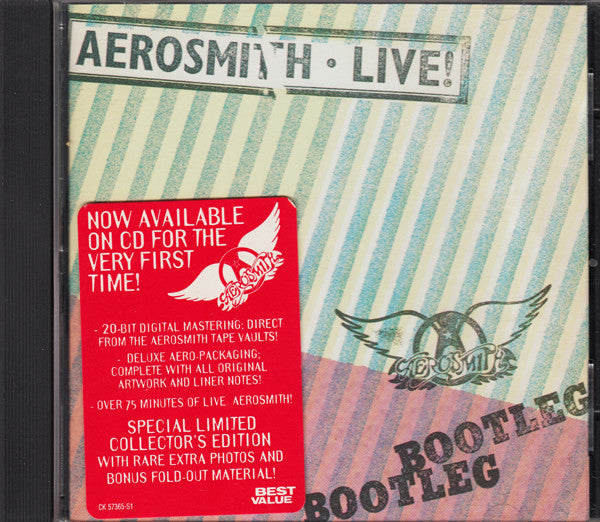 AEROSMITH · LIVE!
NOW AVAILABLE
ON CD FOR THE
VERY FIRST
TIME!
AEROSMITH
- 20-BIT DIGITAL MASTERING; DIRECT
FROM THE AEROSMITH TAPE VAULTS!
- DELUXE AERO-PACKAGING;
COMPLETE WITH ALL ORIGINAL
ARTWORK AND LINER NOTES!
- OVER 75 MINUTES OF LIVE AEROSMITH!
SPECIAL LIMITED
COLLECTOR'S EDITION
WITH RARE EXTRA PHOTOS AND
BONUS FOLD-OUT MATERIAL!
CK 57365-S1
BEST
VALUE
AEROSMITH
BOOTLEG
BOOTLEG